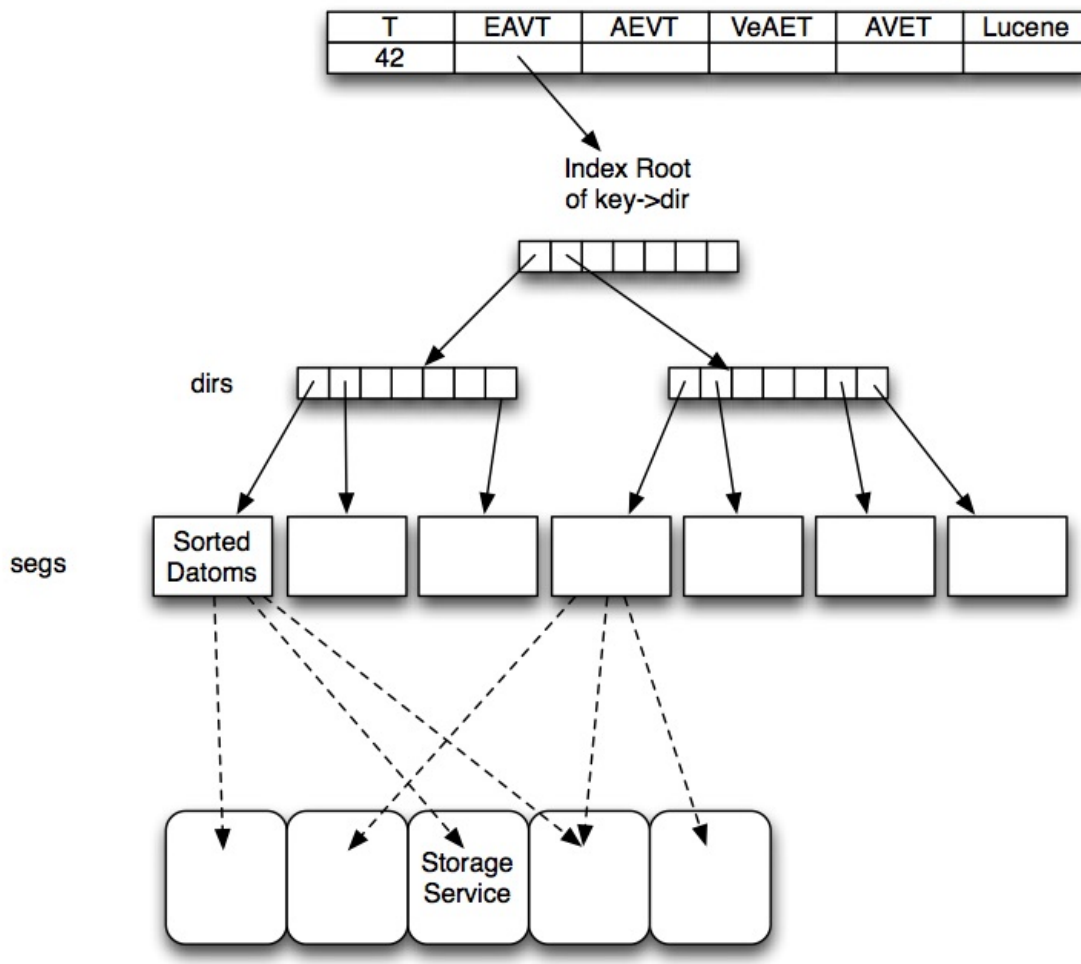 T EAVT AEVT VeAET AVET Lucene
42
Index Root
of key->dir
dirs
segs
Sorted
Datoms
Storage
Service